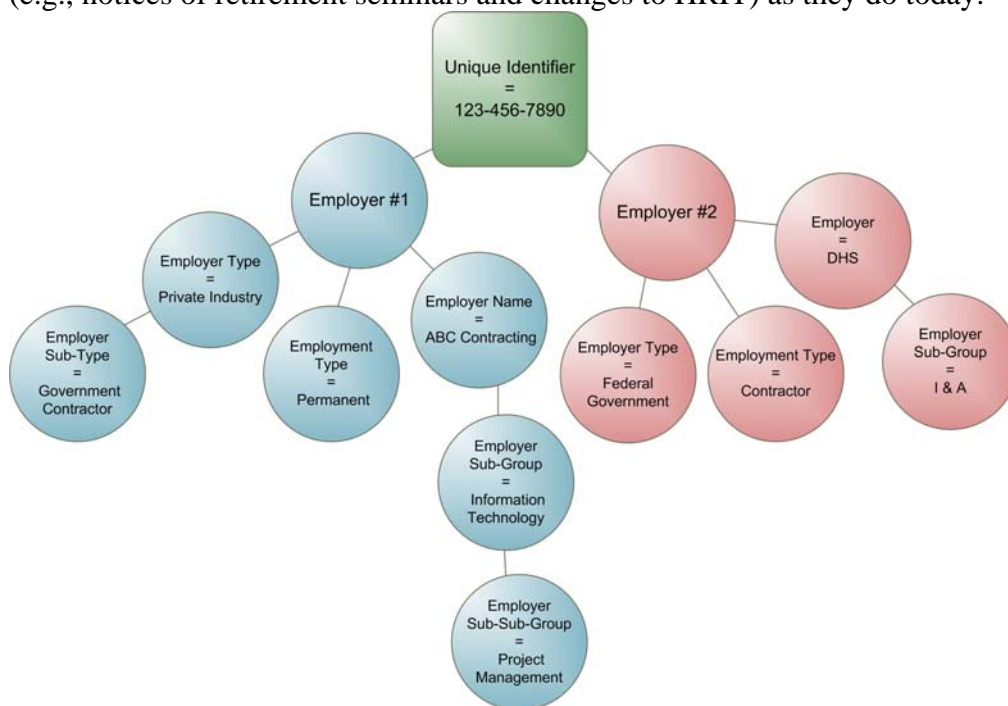 (e.g., notices of retirement seminars and changes to HRIT) as they do today.
Unique Identifier
=
123-456-7890
Employer #1
Employer #2
Employer
=
DHS
Employer Type
=
Private Industry
Employer Name
=
ABC Contracting
Employer
Sub-Type
=
Government
Contractor
Employment
Type
=
Permanent
Employer Type
=
Federal
Government
Employment Type
=
Contractor
Employer
Sub-Group
=
I & A
Employer
Sub-Group
=
Information
Technology
Employer
Sub-Sub-Group
=
Project
Management